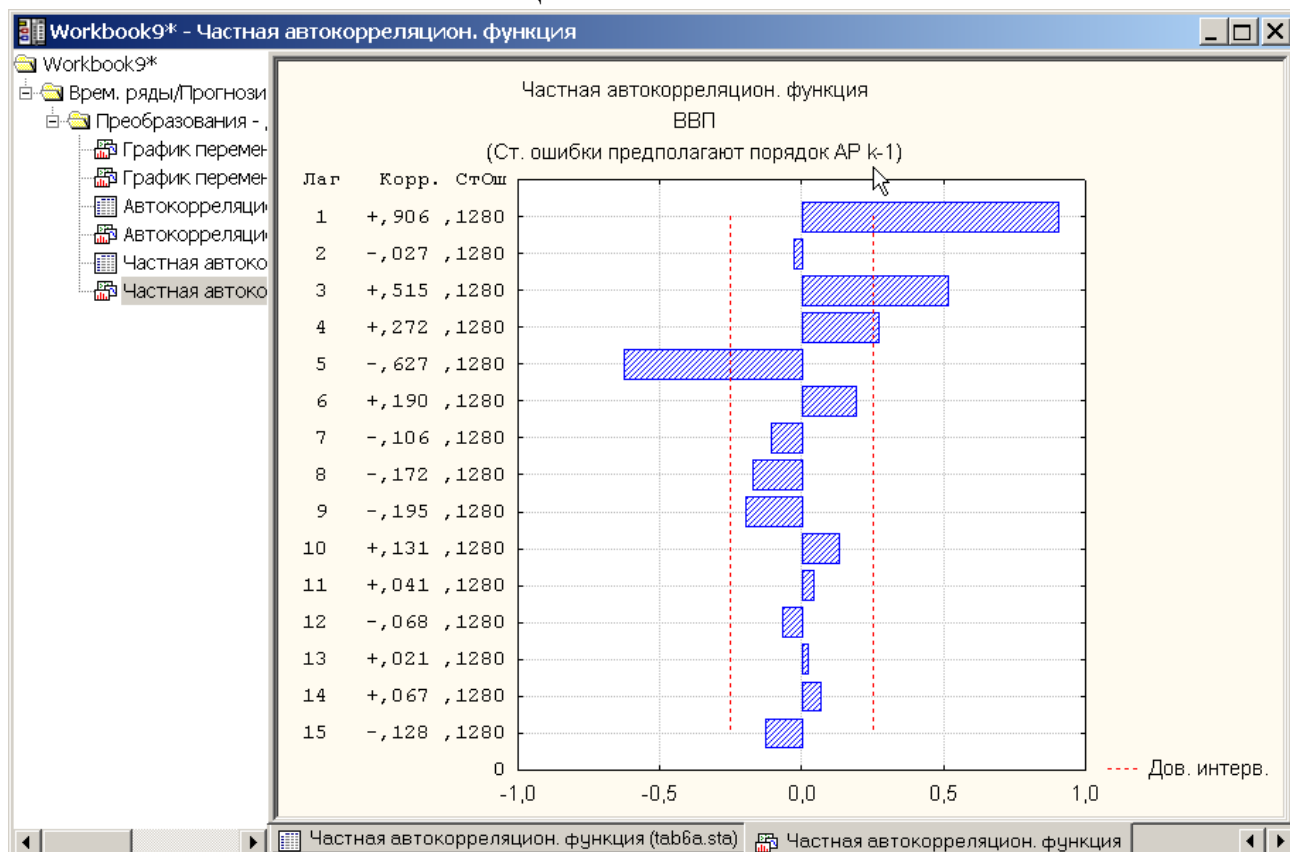 Workbook9* - Частная автокорреляцион. функция
Workbook9*
Врем. ряды/Прогнози
Преобразования -
График перемен
График перемен
Автокорреляци
Автокорреляци
Частная автоко
Частная автоко
Частная автокорреляцион. функция
ВВП
(Ст. ошибки предполагают порядок АР k-1)
Лаг Корр. СтОш
1 +,906 ,1280
2 -,027 ,1280
3 +,515 ,1280
4 +,272 ,1280
5 -,627 ,1280
6 +,190 ,1280
7 -,106 ,1280
8 -,172 ,1280
9 -,195 ,1280
10 +,131 ,1280
11 +,041 ,1280
12 -,068 ,1280
13 +,021 ,1280
14 +,067 ,1280
15 -,128 ,1280
0
-1,0 -0,5 0,0 0,5 1,0
Дов. интерв.
Частная автокорреляцион. функция (tab6a.sta) Частная автокорреляцион. функция